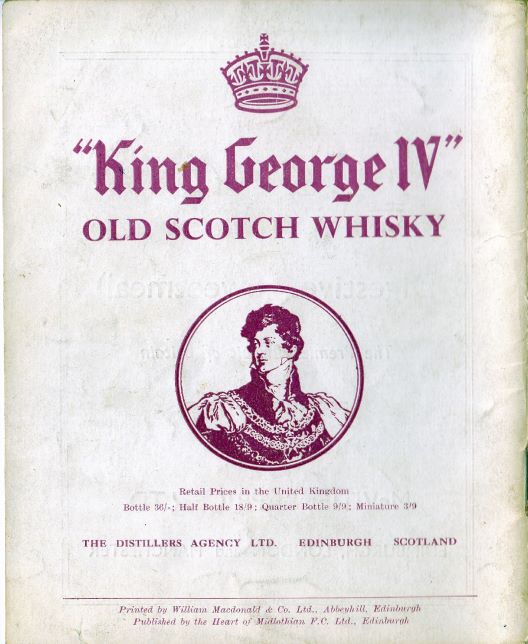 "King George IV"
OLD SCOTCH WHISKY
Retail Prices in the United Kingdom
Bottle 36/-; Half Bottle 18/9; Quarter Bottle 9/9; Miniature 3/9
THE DISTILLERS AGENCY LTD. EDINBURGH SCOTLAND
Printed by William Macdonald & Co. Ltd., Abbeyhill, Edinburgh
Published by the Heart of Midlothian F.C. Ltd., Edinburgh